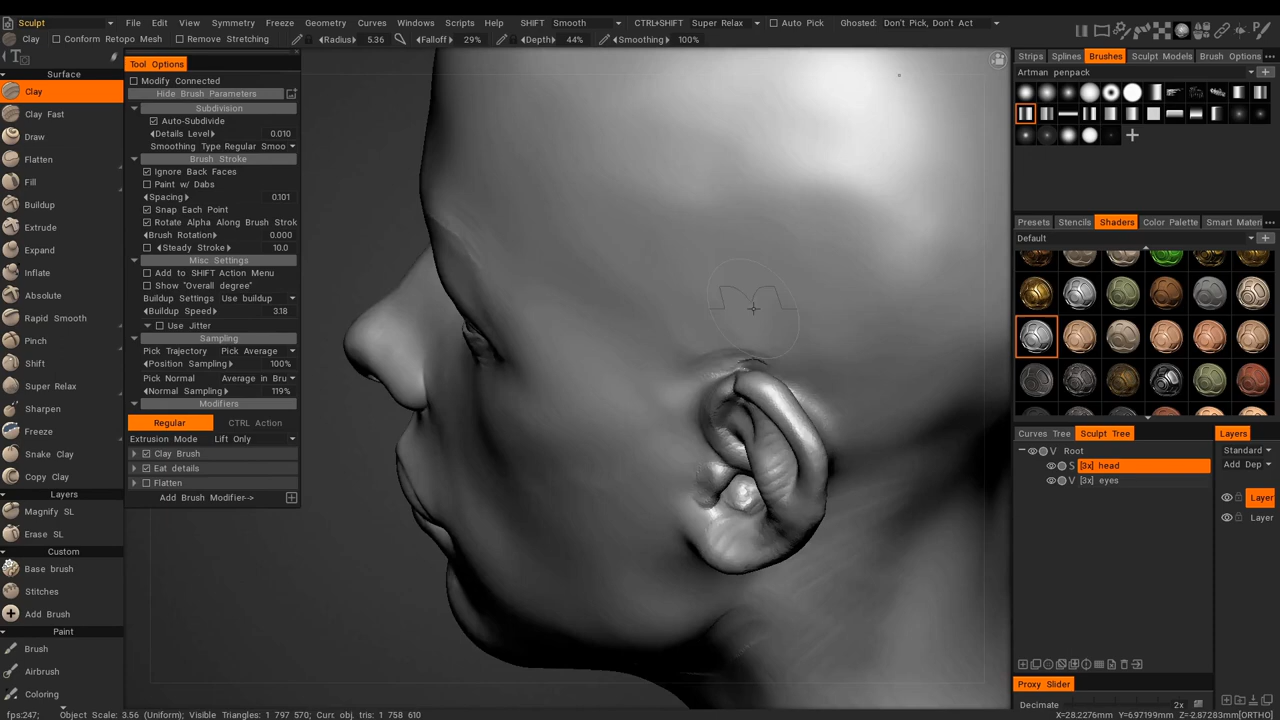 Sculpt File Edit View Symmetry Freeze Geometry Curves Windows Scripts Help SHIFT Smooth CTRL+SHIFT Super Relax Auto Pick Ghosted: Don't Pick, Don't Act
Clay Conform Retopo Mesh Remove Stretching Radius 5.36 Falloff 29% Depth 44% Smoothing 100%
Surface
Clay
Clay Fast
Draw
Flatten
Fill
Buildup
Extrude
Expand
Inflate
Absolute
Rapid Smooth
Pinch
Shift
Super Relax
Sharpen
Freeze
Snake Clay
Copy Clay
Layers
Magnify SL
Erase SL
Custom
Base brush
Stitches
Add Brush
Paint
Brush
Airbrush
Coloring
Tool Options
Modify Connected
Hide Brush Parameters
Subdivision
Auto-Subdivide
Details Level 0.010
Smoothing Type Regular Smoo
Brush Stroke
Ignore Back Faces
Paint w/ Dabs
Spacing 0.101
Snap Each Point
Rotate Alpha Along Brush Strok
Brush Rotation 0.000
Steady Stroke 10.0
Misc Settings
Add to SHIFT Action Menu
Show "Overall degree"
Buildup Settings Use buildup
Buildup Speed 3.18
Use Jitter
Sampling
Pick Trajectory Pick Average
Position Sampling 100%
Pick Normal Average in Bru
Normal Sampling 119%
Modifiers
Regular CTRL Action
Extrusion Mode Lift Only
Clay Brush
Eat details
Flatten
Add Brush Modifier-->
Strips Splines Brushes Sculpt Models Brush Options
Artman penpack
Presets Stencils Shaders Color Palette Smart Materi
Default
Curves Tree Sculpt Tree
Root
S [3x] head
V [3x] eyes
Layers
Standard
Add Dep
Layer
Layer
Proxy Slider
Decimate 2x
fps:247; Object Scale: 3.56 (Uniform); Visible Triangles: 1 797 570; Curr. obj. tris: 1 758 610 X=28.2276mm Y=6.97199mm Z=-2.87283m[ORTHO]